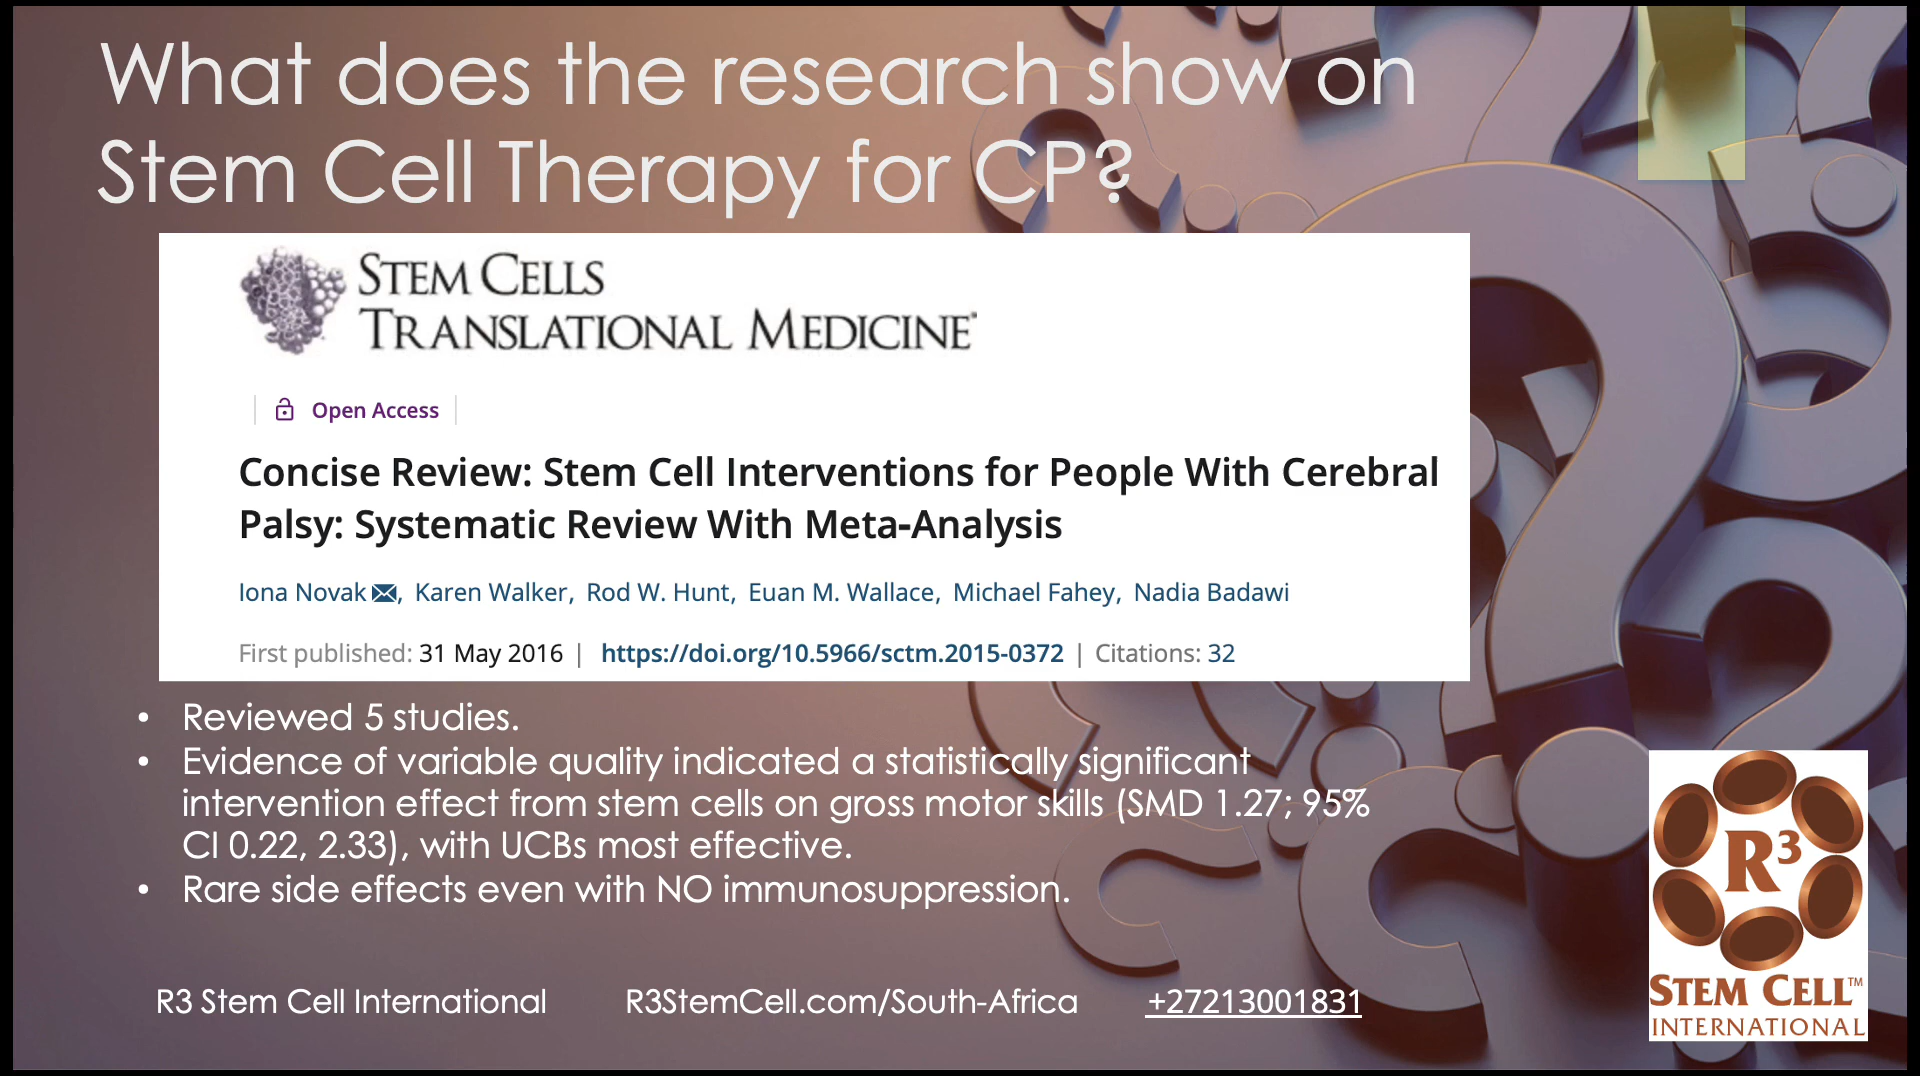 What does the research show on
Stem Cell Therapy for CP?
STEM CELLS
TRANSLATIONAL MEDICINE®
Open Access
Concise Review: Stem Cell Interventions for People With Cerebral
Palsy: Systematic Review With Meta-Analysis
Iona Novak, Karen Walker, Rod W. Hunt, Euan M. Wallace, Michael Fahey, Nadia Badawi
First published: 31 May 2016 | https://doi.org/10.5966/sctm.2015-0372 | Citations: 32
• Reviewed 5 studies.
• Evidence of variable quality indicated a statistically significant
intervention effect from stem cells on gross motor skills (SMD 1.27; 95%
CI 0.22, 2.33), with UCBs most effective.
• Rare side effects even with NO immunosuppression.
R3 Stem Cell International R3StemCell.com/South-Africa +27213001831
R³
STEM CELL™
INTERNATIONAL